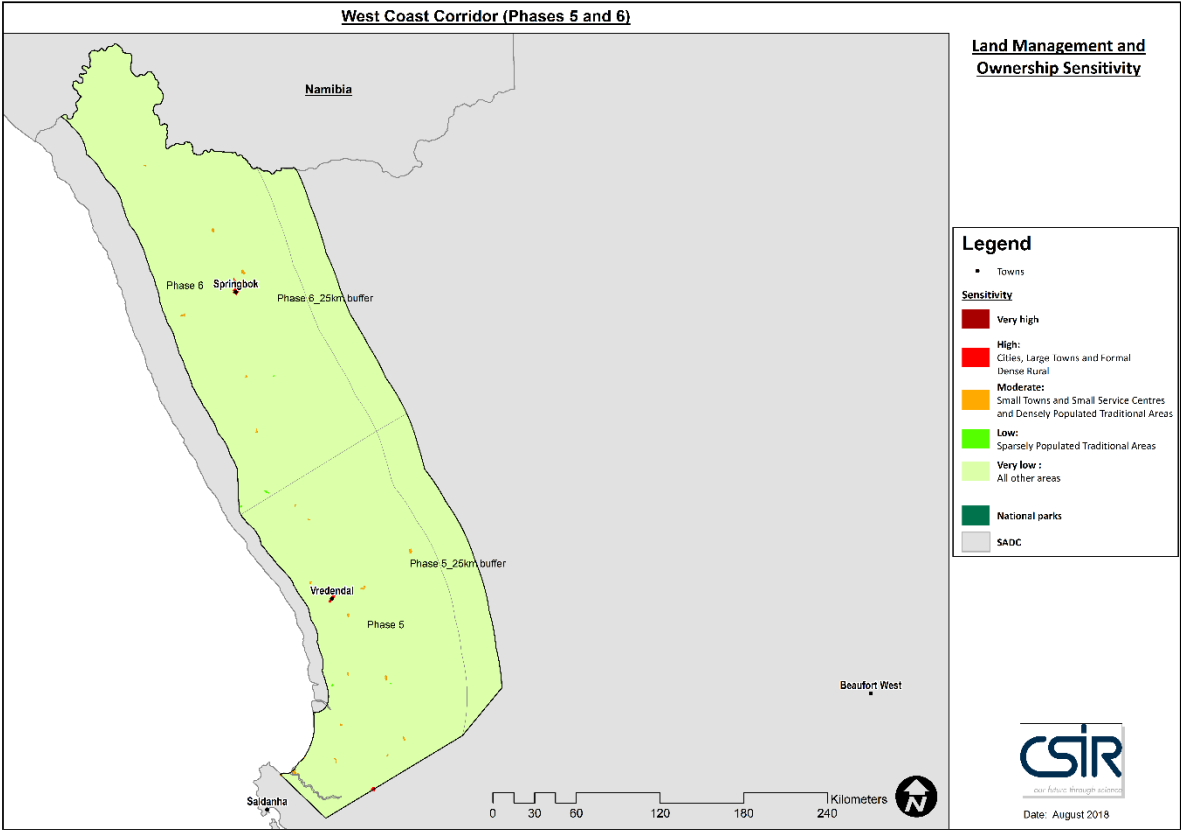 West Coast Corridor (Phases 5 and 6)
Land Management and
Ownership Sensitivity
Namibia
Phase 6
Springbok
Phase 6_25km buffer
Phase 5_25km buffer
Vredendal
Phase 5
Beaufort West
Saldanha
Kilometers
0 30 60 120 180 240
N
Legend
Towns
Sensitivity
Very high
High:
Cities, Large Towns and Formal
Dense Rural
Moderate:
Small Towns and Small Service Centres
and Densely Populated Traditional Areas
Low:
Sparsely Populated Traditional Areas
Very low :
All other areas
National parks
SADC
CSIR
our future through science
Date: August 2018